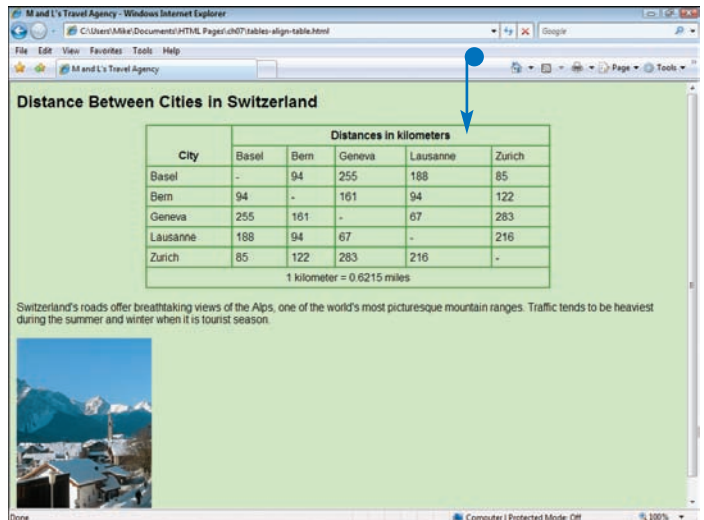 M and L's Travel Agency - Windows Internet Explorer
C:\Users\Mike\Documents\HTML Pages\ch07\tables-align-table.html Google
File Edit View Favorites Tools Help
M and L's Travel Agency Page Tools
Distance Between Cities in Switzerland
City Distances in kilometers
Basel Bern Geneva Lausanne Zurich
Basel - 94 255 188 85
Bern 94 - 161 94 122
Geneva 255 161 - 67 283
Lausanne 188 94 67 - 216
Zurich 85 122 283 216 -
1 kilometer = 0.6215 miles
Switzerland's roads offer breathtaking views of the Alps, one of the world's most picturesque mountain ranges. Traffic tends to be heaviest
during the summer and winter when it is tourist season.
Done Computer | Protected Mode: Off 100%